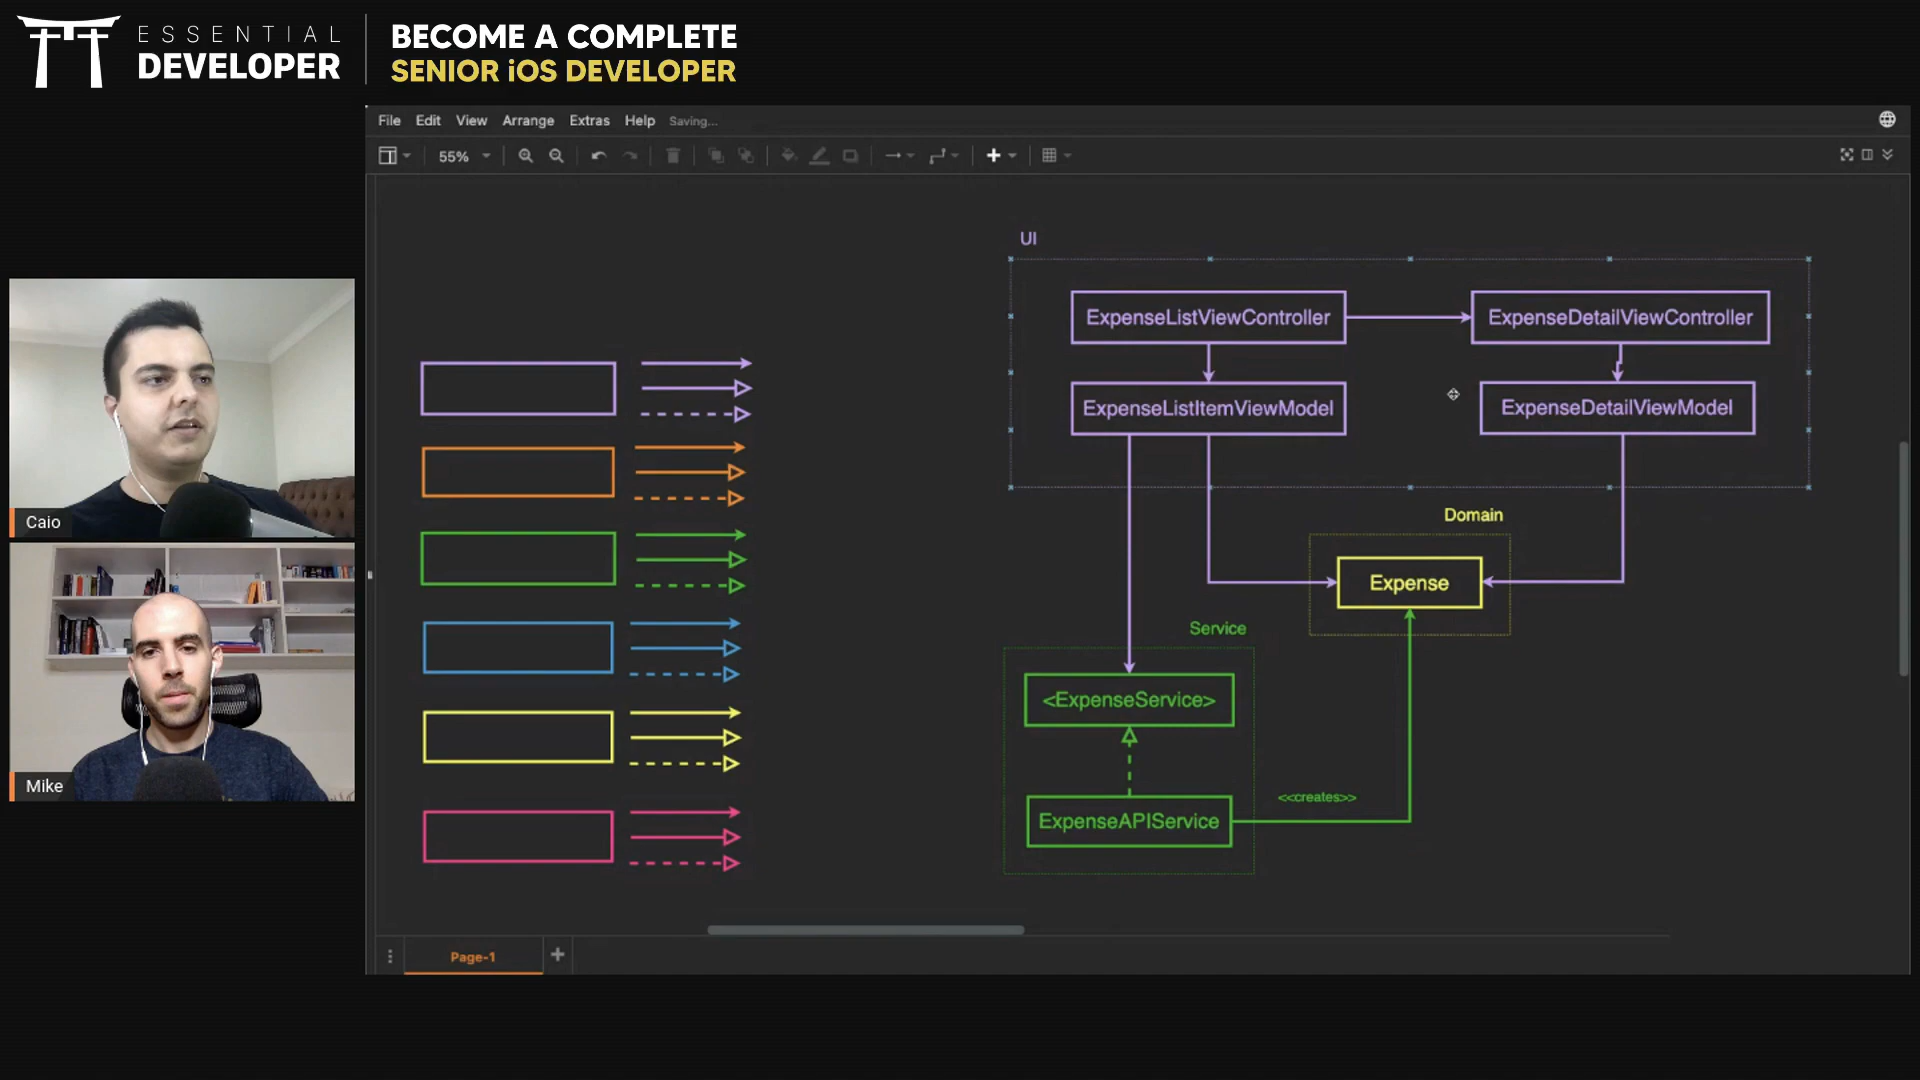 ESSENTIAL
DEVELOPER
BECOME A COMPLETE
SENIOR iOS DEVELOPER
File Edit View Arrange Extras Help Saving...
55%
UI
ExpenseListViewController
ExpenseDetailViewController
ExpenseListItemViewModel
ExpenseDetailViewModel
Domain
Expense
Service
<ExpenseService>
<<creates>>
ExpenseAPIService
Caio
Mike
Page-1